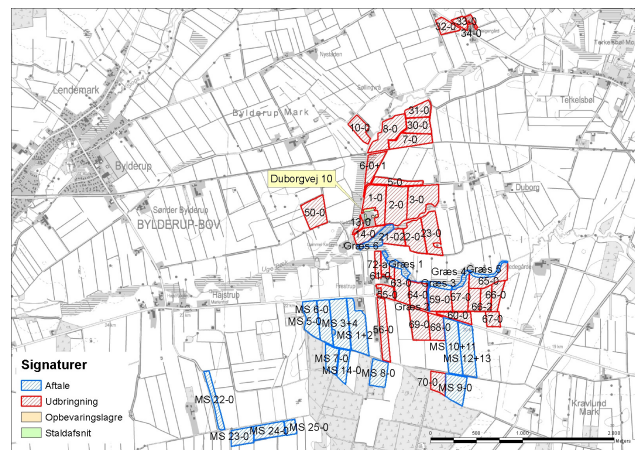 32-0
33-0
34-0
Nystaden
Terkelsbøl Mo
Lendemark
Sølingård
Bylderup Mark
Terkelsbøl
31-0
30-0
10-0
8-0
7-0
Bylderup
6-0+1
Duborgvej 10
5-0
Duborg
1-0
2-0
3-0
50-0
Sønder Bylderup
BYLDERUP-BOV
13-0
14-0
21-0
22-0
23-0
Græs 6
72-a
Græs 1
Græs 4
Græs 5
63-0
Græs 3
65-0
Hajstrup
64-0
59-0
57-0
66-0
MS 6-0
MS 5-0
MS 3+4
MS 1+2
56-0
69-0
68-0
60-0
67-0
MS 10+11
MS 12+13
MS 7-0
MS 14-0
MS 8-0
70-0
MS 9-0
Kravlund
Mark
Signaturer
Aftale
Udbringning
Opbevaringslagre
Staldafsnit
MS 22-0
MS 23-0
MS 24-0
MS 25-0
0
500
1.000
2.000
Meters